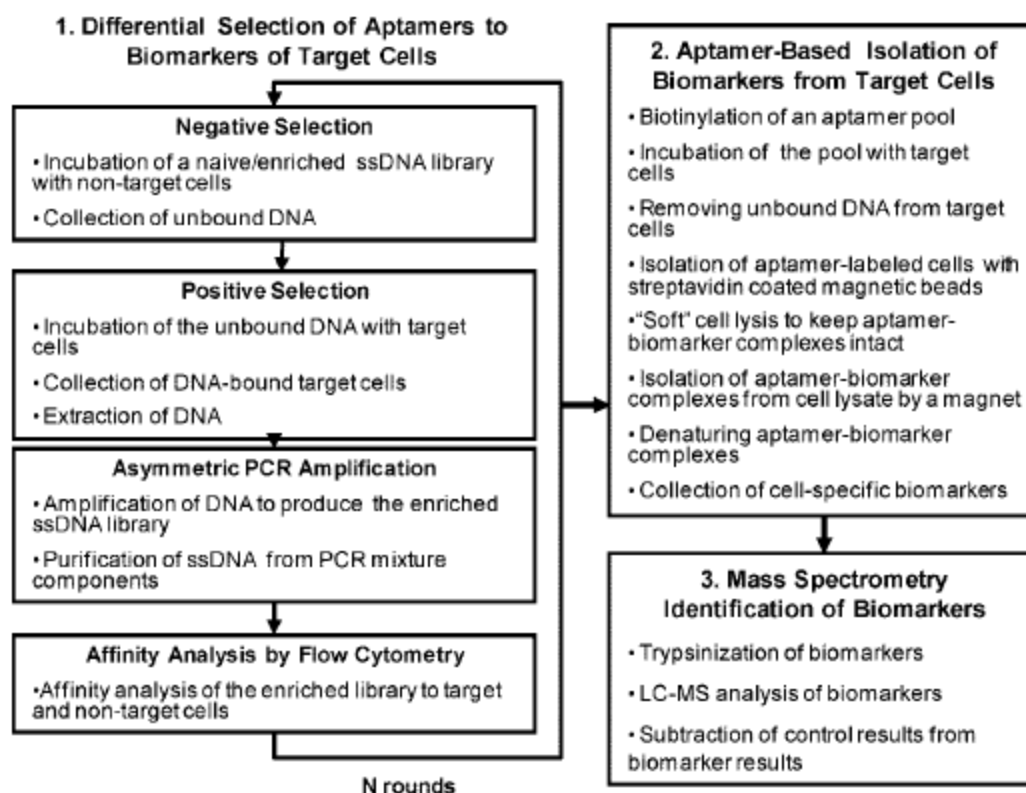 1. Differential Selection of Aptamers to
Biomarkers of Target Cells
Negative Selection
•Incubation of a naive/enriched ssDNA library
with non-target cells
•Collection of unbound DNA
Positive Selection
•Incubation of the unbound DNA with target
cells
•Collection of DNA-bound target cells
•Extraction of DNA
Asymmetric PCR Amplification
•Amplification of DNA to produce the enriched
ssDNA library
•Purification of ssDNA from PCR mixture
components
Affinity Analysis by Flow Cytometry
•Affinity analysis of the enriched library to target
and non-target cells
N rounds
2. Aptamer-Based Isolation of
Biomarkers from Target Cells
•Biotinylation of an aptamer pool
•Incubation of the pool with target
cells
•Removing unbound DNA from target
cells
•Isolation of aptamer-labeled cells with
streptavidin coated magnetic beads
•"Soft" cell lysis to keep aptamer-
biomarker complexes intact
•Isolation of aptamer-biomarker
complexes from cell lysate by a magnet
•Denaturing aptamer-biomarker
complexes
•Collection of cell-specific biomarkers
3. Mass Spectrometry
Identification of Biomarkers
•Trypsinization of biomarkers
•LC-MS analysis of biomarkers
•Subtraction of control results from
biomarker results